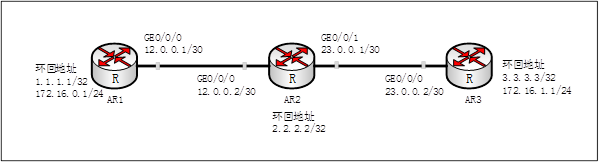 GE0/0/0
12.0.0.1/30
GE0/0/1
23.0.0.1/30
环回地址
1.1.1.1/32
172.16.0.1/24
R
AR1
GE0/0/0
12.0.0.2/30
R
AR2
环回地址
2.2.2.2/32
GE0/0/0
23.0.0.2/30
R
AR3
环回地址
3.3.3.3/32
172.16.1.1/24